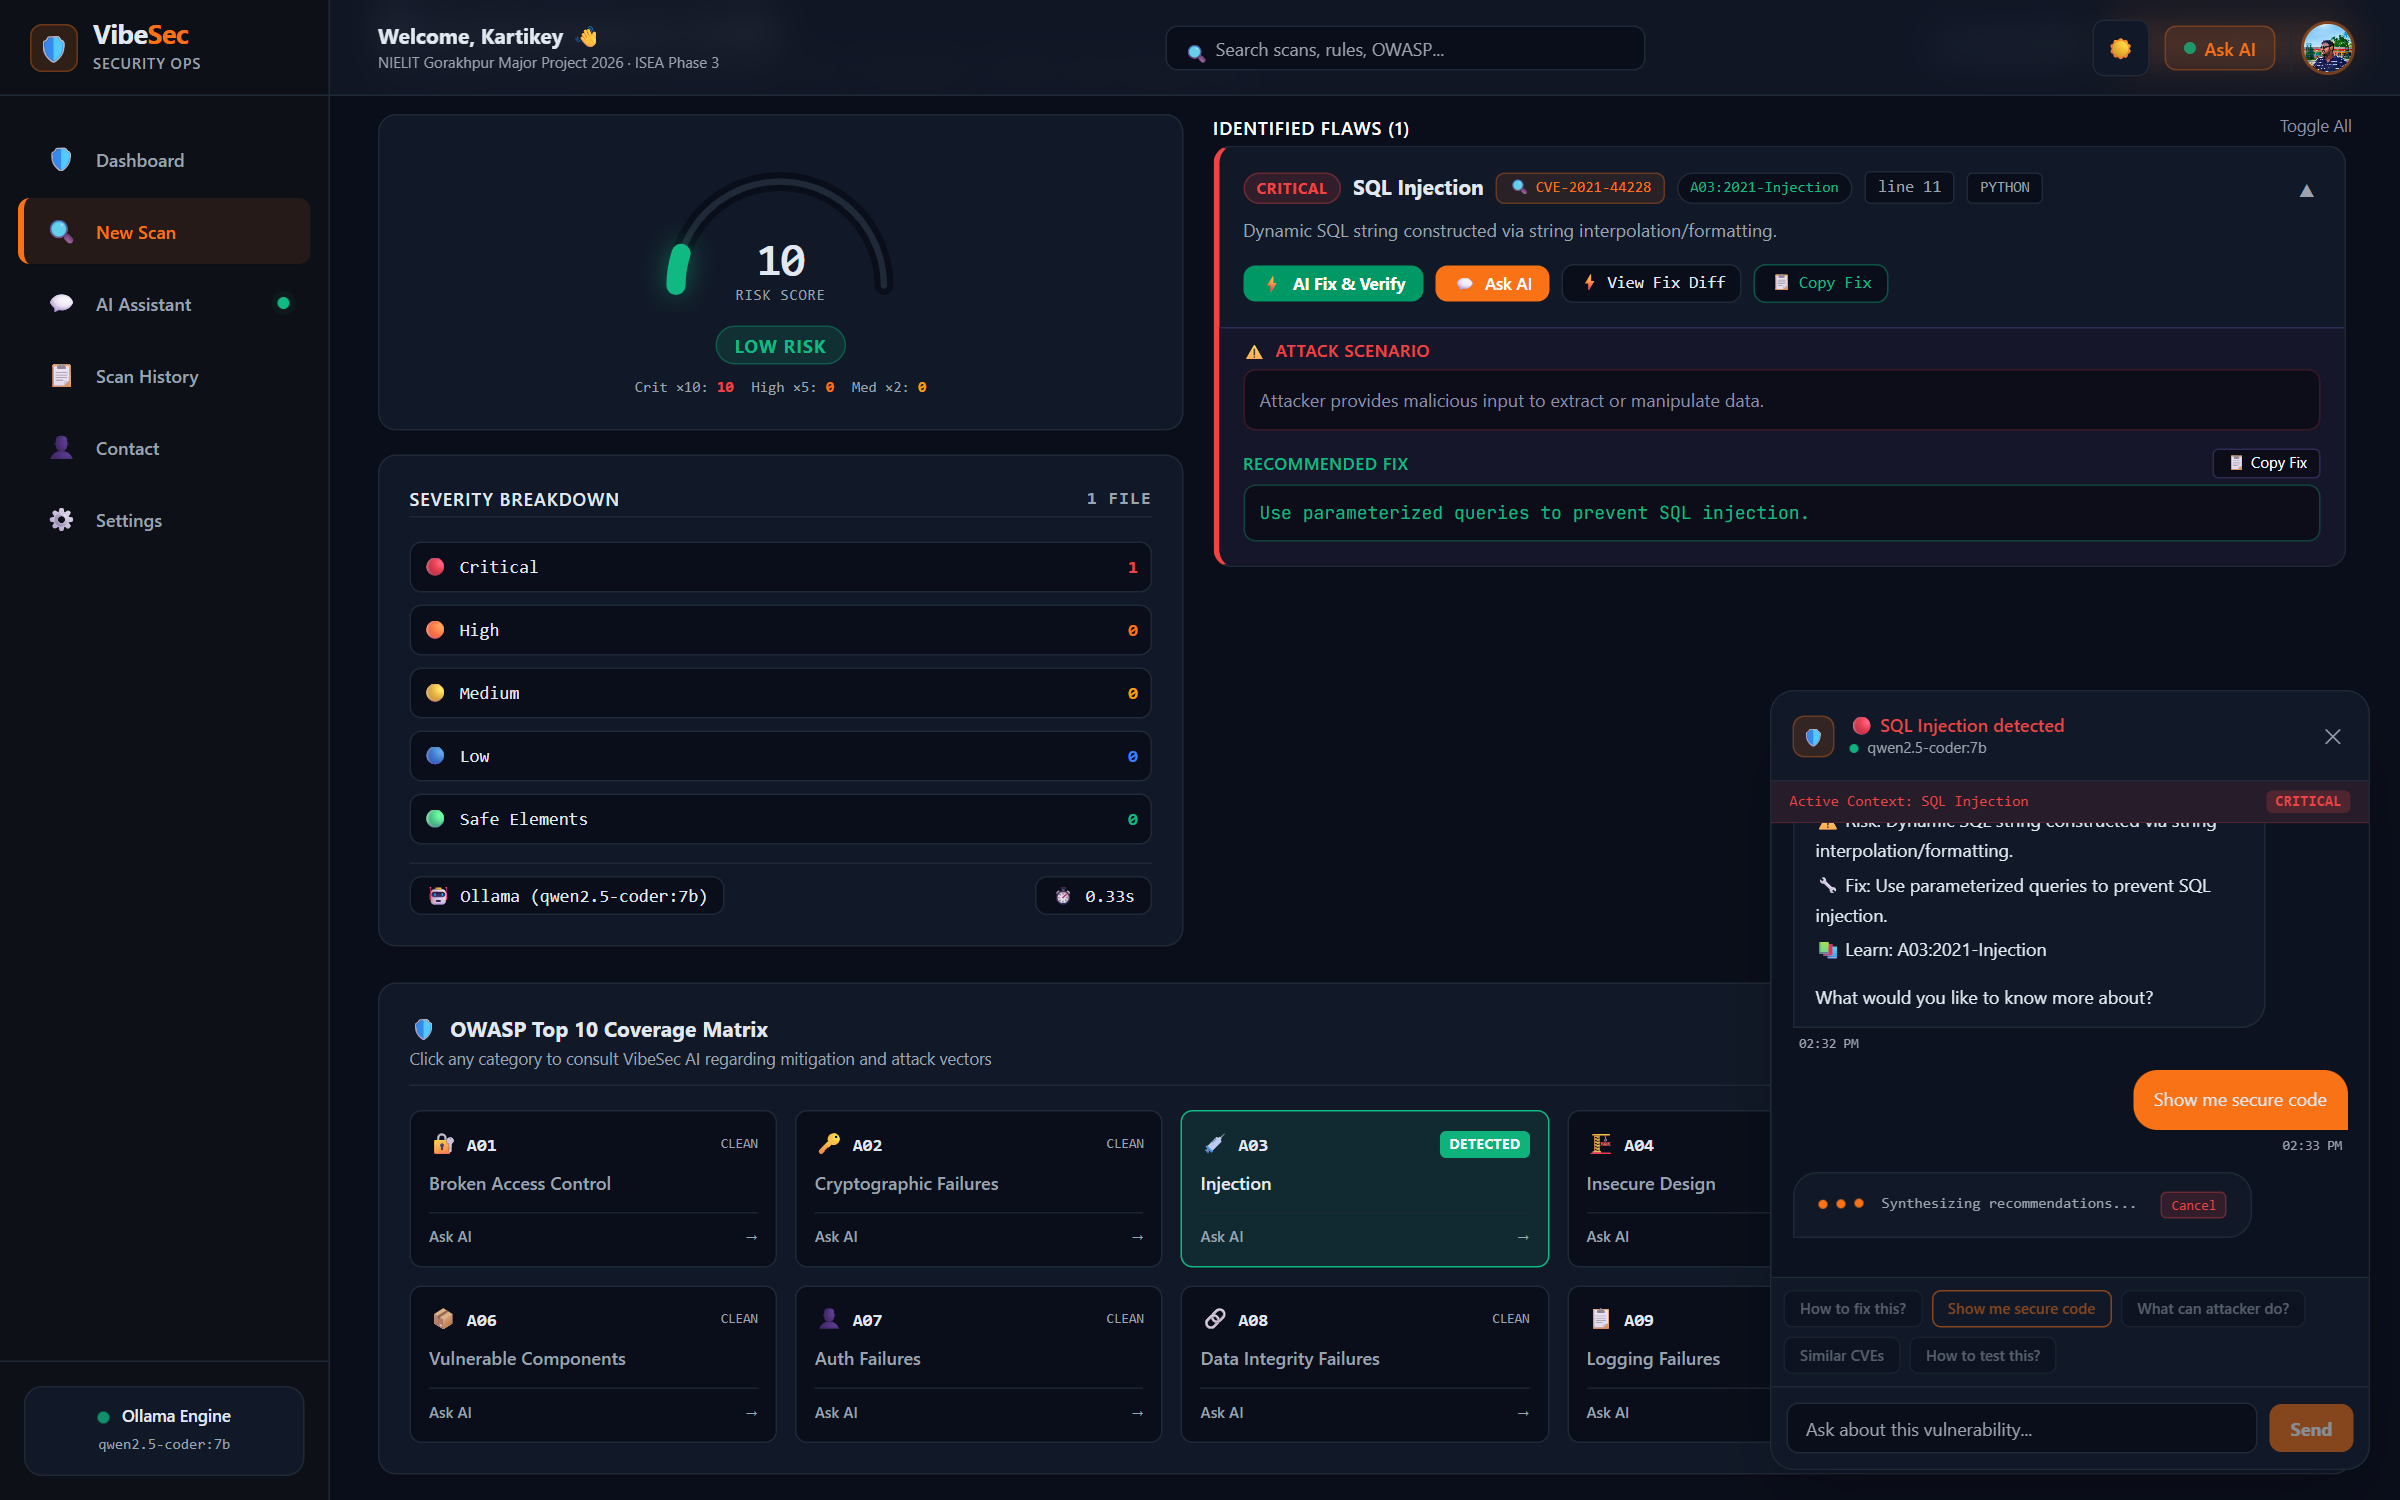 VibeSec
SECURITY OPS
Dashboard
New Scan
AI Assistant
Scan History
Contact
Settings
Ollama Engine
qwen2.5-coder:7b
Welcome, Kartikey 👋
NIELIT Gorakhpur Major Project 2026 · ISEA Phase 3
Search scans, rules, OWASP...
Ask AI
10
RISK SCORE
LOW RISK
Crit ×10: 10 High ×5: 0 Med ×2: 0
SEVERITY BREAKDOWN 1 FILE
Critical 1
High 0
Medium 0
Low 0
Safe Elements 0
Ollama (qwen2.5-coder:7b) 0.33s
IDENTIFIED FLAWS (1) Toggle All
CRITICAL SQL Injection CVE-2021-44228 A03:2021-Injection line 11 PYTHON ▲
Dynamic SQL string constructed via string interpolation/formatting.
AI Fix & Verify Ask AI View Fix Diff Copy Fix
ATTACK SCENARIO
Attacker provides malicious input to extract or manipulate data.
RECOMMENDED FIX Copy Fix
Use parameterized queries to prevent SQL injection.
OWASP Top 10 Coverage Matrix
Click any category to consult VibeSec AI regarding mitigation and attack vectors
A01 CLEAN
Broken Access Control
Ask AI →
A02 CLEAN
Cryptographic Failures
Ask AI →
A03 DETECTED
Injection
Ask AI →
A04
Insecure Design
Ask AI
A06 CLEAN
Vulnerable Components
Ask AI →
A07 CLEAN
Auth Failures
Ask AI →
A08 CLEAN
Data Integrity Failures
Ask AI →
A09
Logging Failures
Ask AI
SQL Injection detected
qwen2.5-coder:7b
Active Context: SQL Injection CRITICAL
Risk: Dynamic SQL string constructed via string
interpolation/formatting.
Fix: Use parameterized queries to prevent SQL
injection.
Learn: A03:2021-Injection
What would you like to know more about?
02:32 PM
Show me secure code
02:33 PM
Synthesizing recommendations... Cancel
How to fix this? Show me secure code What can attacker do?
Similar CVEs How to test this?
Ask about this vulnerability... Send